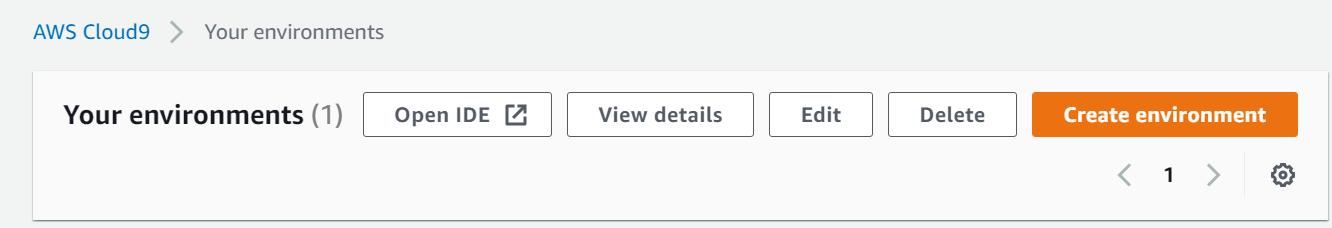 AWS Cloud9 Your environments
Your environments (1) Open IDE View details Edit Delete Create environment
1